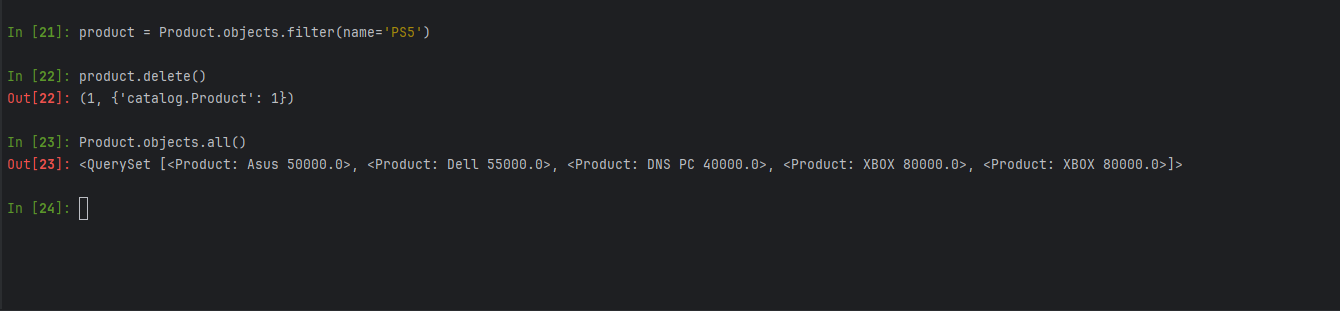 In [21]: product = Product.objects.filter(name='PS5')
In [22]: product.delete()
Out[22]: (1, {'catalog.Product': 1})
In [23]: Product.objects.all()
Out[23]: <QuerySet [<Product: Asus 50000.0>, <Product: Dell 55000.0>, <Product: DNS PC 40000.0>, <Product: XBOX 80000.0>, <Product: XBOX 80000.0>]>
In [24]: